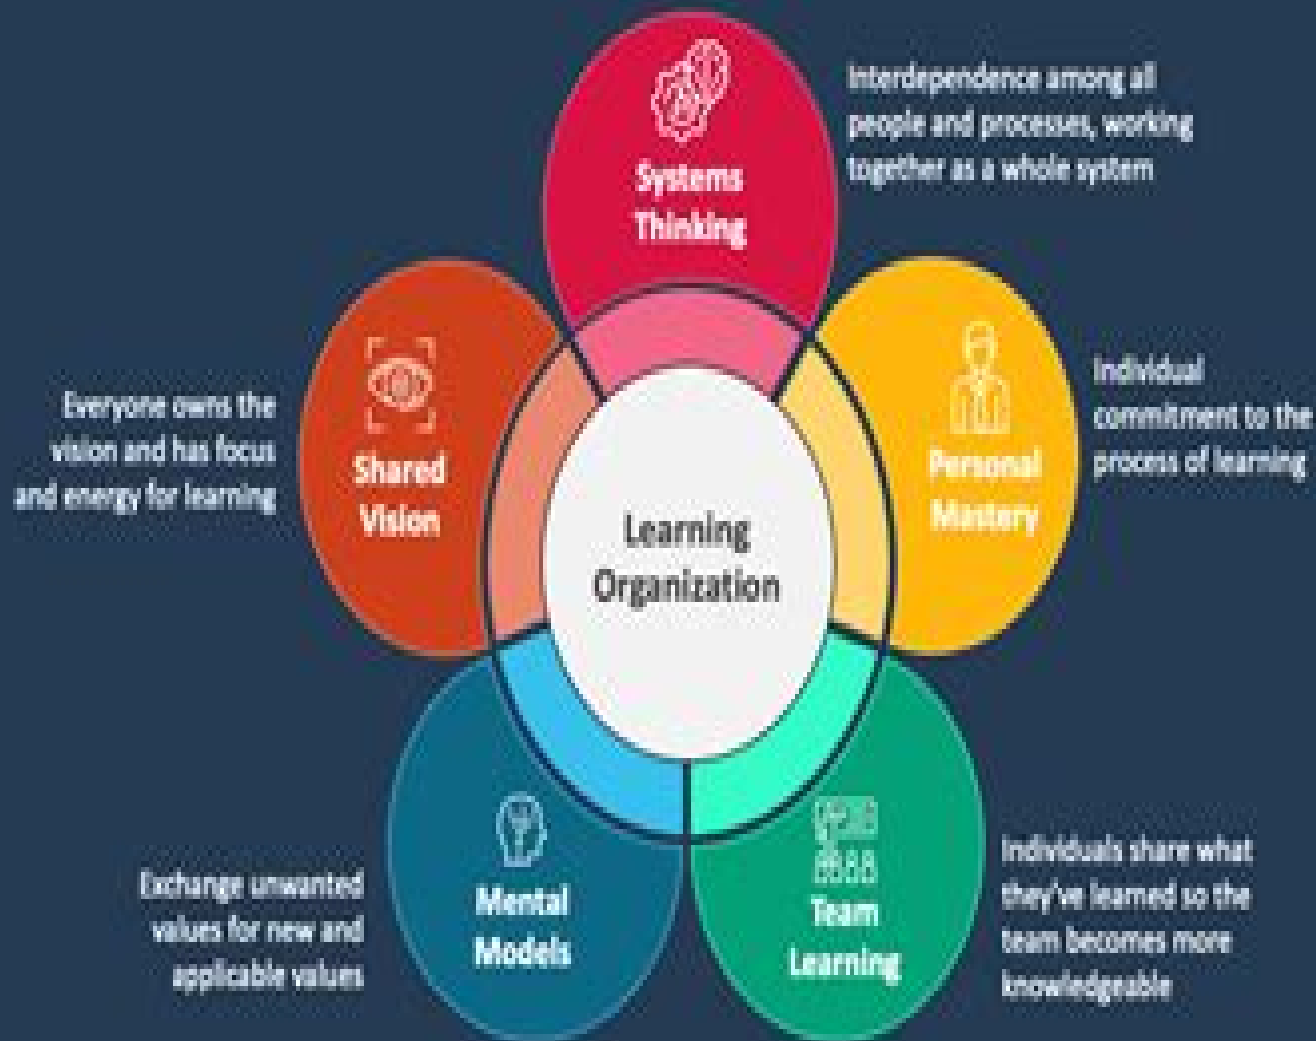 Systems
Thinking
Interdependence among all
people and processes, working
together as a whole system
Personal
Mastery
Individual
commitment to the
process of learning
Team
Learning
Individuals share what
they've learned so the
team becomes more
knowledgeable
Mental
Models
Exchange unwanted
values for new and
applicable values
Shared
Vision
Everyone owns the
vision and has focus
and energy for learning
Learning
Organization